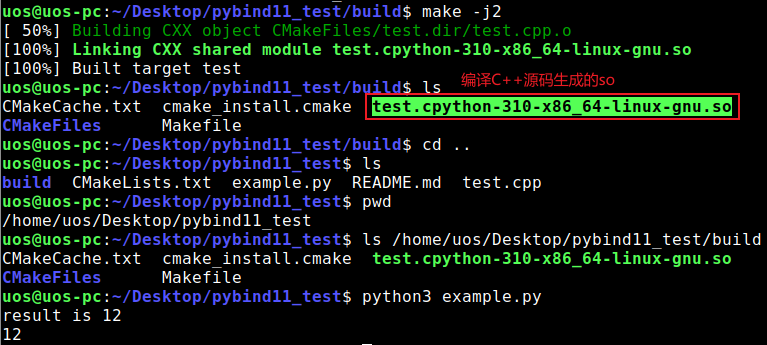 uos@uos-pc:~/Desktop/pybind11_test/build$ make -j2
[ 50%] Building CXX object CMakeFiles/test.dir/test.cpp.o
[100%] Linking CXX shared module test.cpython-310-x86_64-linux-gnu.so
[100%] Built target test
uos@uos-pc:~/Desktop/pybind11_test/build$ ls
编译C++源码生成的so
CMakeCache.txt  cmake_install.cmake  test.cpython-310-x86_64-linux-gnu.so
CMakeFiles      Makefile
uos@uos-pc:~/Desktop/pybind11_test/build$ cd ..
uos@uos-pc:~/Desktop/pybind11_test$ ls
build  CMakeLists.txt  example.py  README.md  test.cpp
uos@uos-pc:~/Desktop/pybind11_test$ pwd
/home/uos/Desktop/pybind11_test
uos@uos-pc:~/Desktop/pybind11_test$ ls /home/uos/Desktop/pybind11_test/build
CMakeCache.txt  cmake_install.cmake  test.cpython-310-x86_64-linux-gnu.so
CMakeFiles      Makefile
uos@uos-pc:~/Desktop/pybind11_test$ python3 example.py
result is 12
12